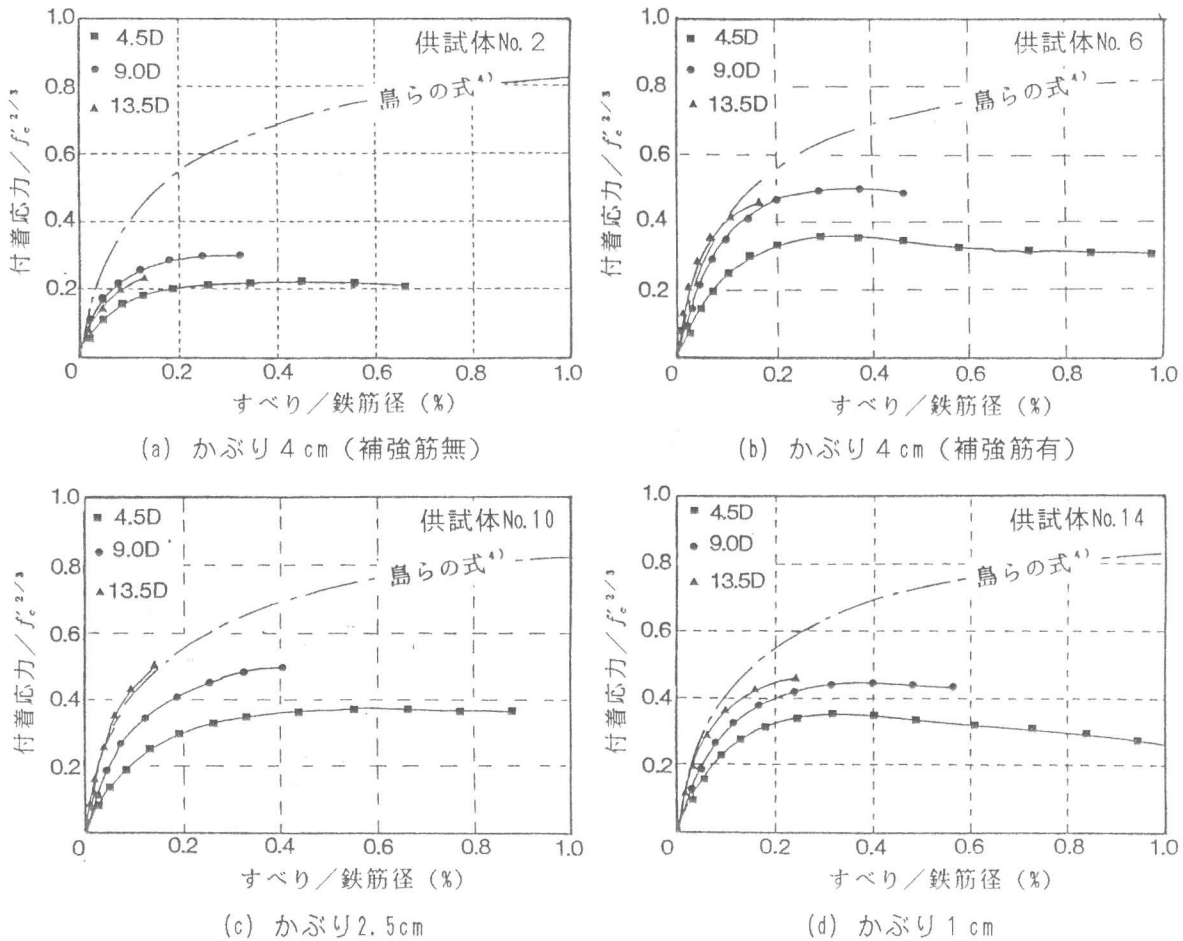 供試体No.2
■ 4.5D
● 9.0D
▲ 13.5D
島らの式⁴⁾
付着応力/f'c^2/3
1.0
0.8
0.6
0.4
0.2
0 0.2 0.4 0.6 0.8 1.0
すべり/鉄筋径 (%)
(a) かぶり4cm (補強筋無)
供試体No.6
■ 4.5D
● 9.0D
▲ 13.5D
島らの式⁴⁾
付着応力/f'c^2/3
1.0
0.8
0.6
0.4
0.2
0 0.2 0.4 0.6 0.8 1.0
すべり/鉄筋径 (%)
(b) かぶり4cm (補強筋有)
供試体No.10
■ 4.5D
● 9.0D
▲ 13.5D
島らの式⁴⁾
付着応力/f'c^2/3
1.0
0.8
0.6
0.4
0.2
0 0.2 0.4 0.6 0.8 1.0
すべり/鉄筋径 (%)
(c) かぶり2.5cm
供試体No.14
■ 4.5D
● 9.0D
▲ 13.5D
島らの式⁴⁾
付着応力/f'c^2/3
1.0
0.8
0.6
0.4
0.2
0 0.2 0.4 0.6 0.8 1.0
すべり/鉄筋径 (%)
(d) かぶり1cm